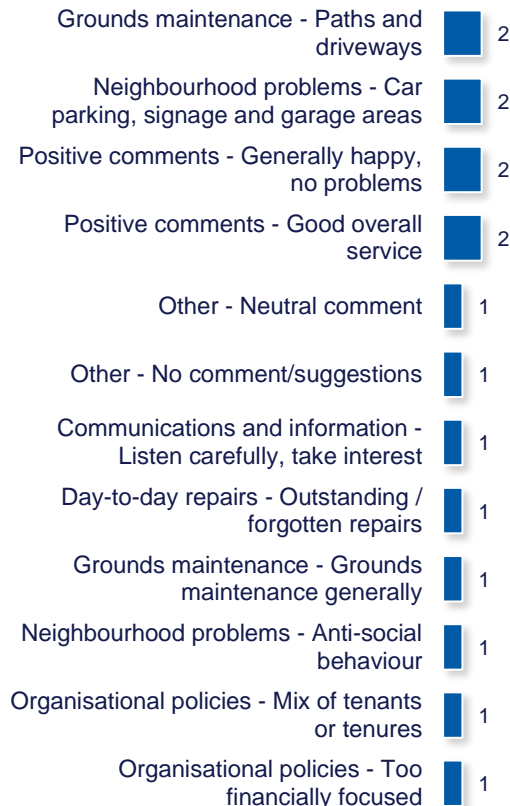 Grounds maintenance - Paths and
driveways
2
Neighbourhood problems - Car
parking, signage and garage areas
2
Positive comments - Generally happy,
no problems
2
Positive comments - Good overall
service
2
Other - Neutral comment
1
Other - No comment/suggestions
1
Communications and information -
Listen carefully, take interest
1
Day-to-day repairs - Outstanding /
forgotten repairs
1
Grounds maintenance - Grounds
maintenance generally
1
Neighbourhood problems - Anti-social
behaviour
1
Organisational policies - Mix of tenants
or tenures
1
Organisational policies - Too
financially focused
1